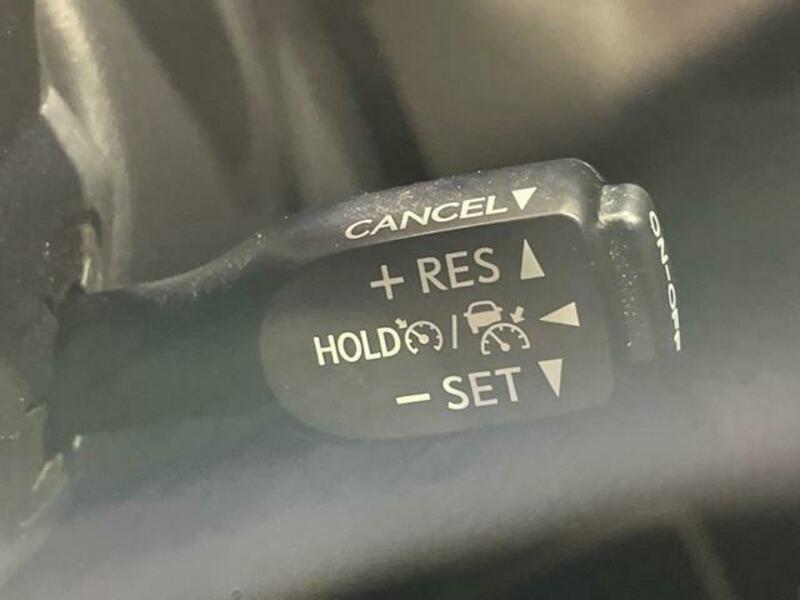 CANCEL▼
+ RES ▲
HOLD / ◀
− SET ▼
ON-OFF